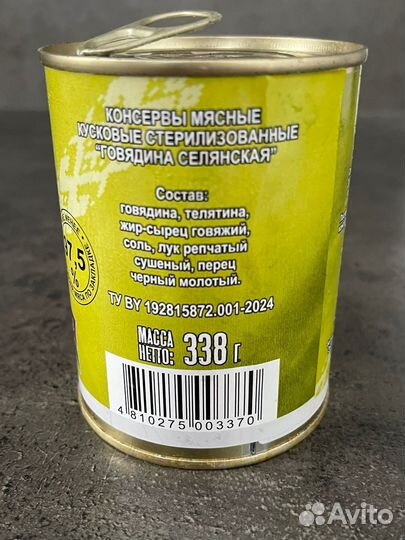 КОНСЕРВЫ МЯСНЫЕ
КУСКОВЫЕ СТЕРИЛИЗОВАННЫЕ
"ГОВЯДИНА СЕЛЯНСКАЯ"
Состав:
говядина, телятина,
жир-сырец говяжий,
соль, лук репчатый
сушеный, перец
черный молотый.
ТУ BY 192815872.001-2024
МАССА
НЕТТО: 338 г
4 810275 003370
Avito